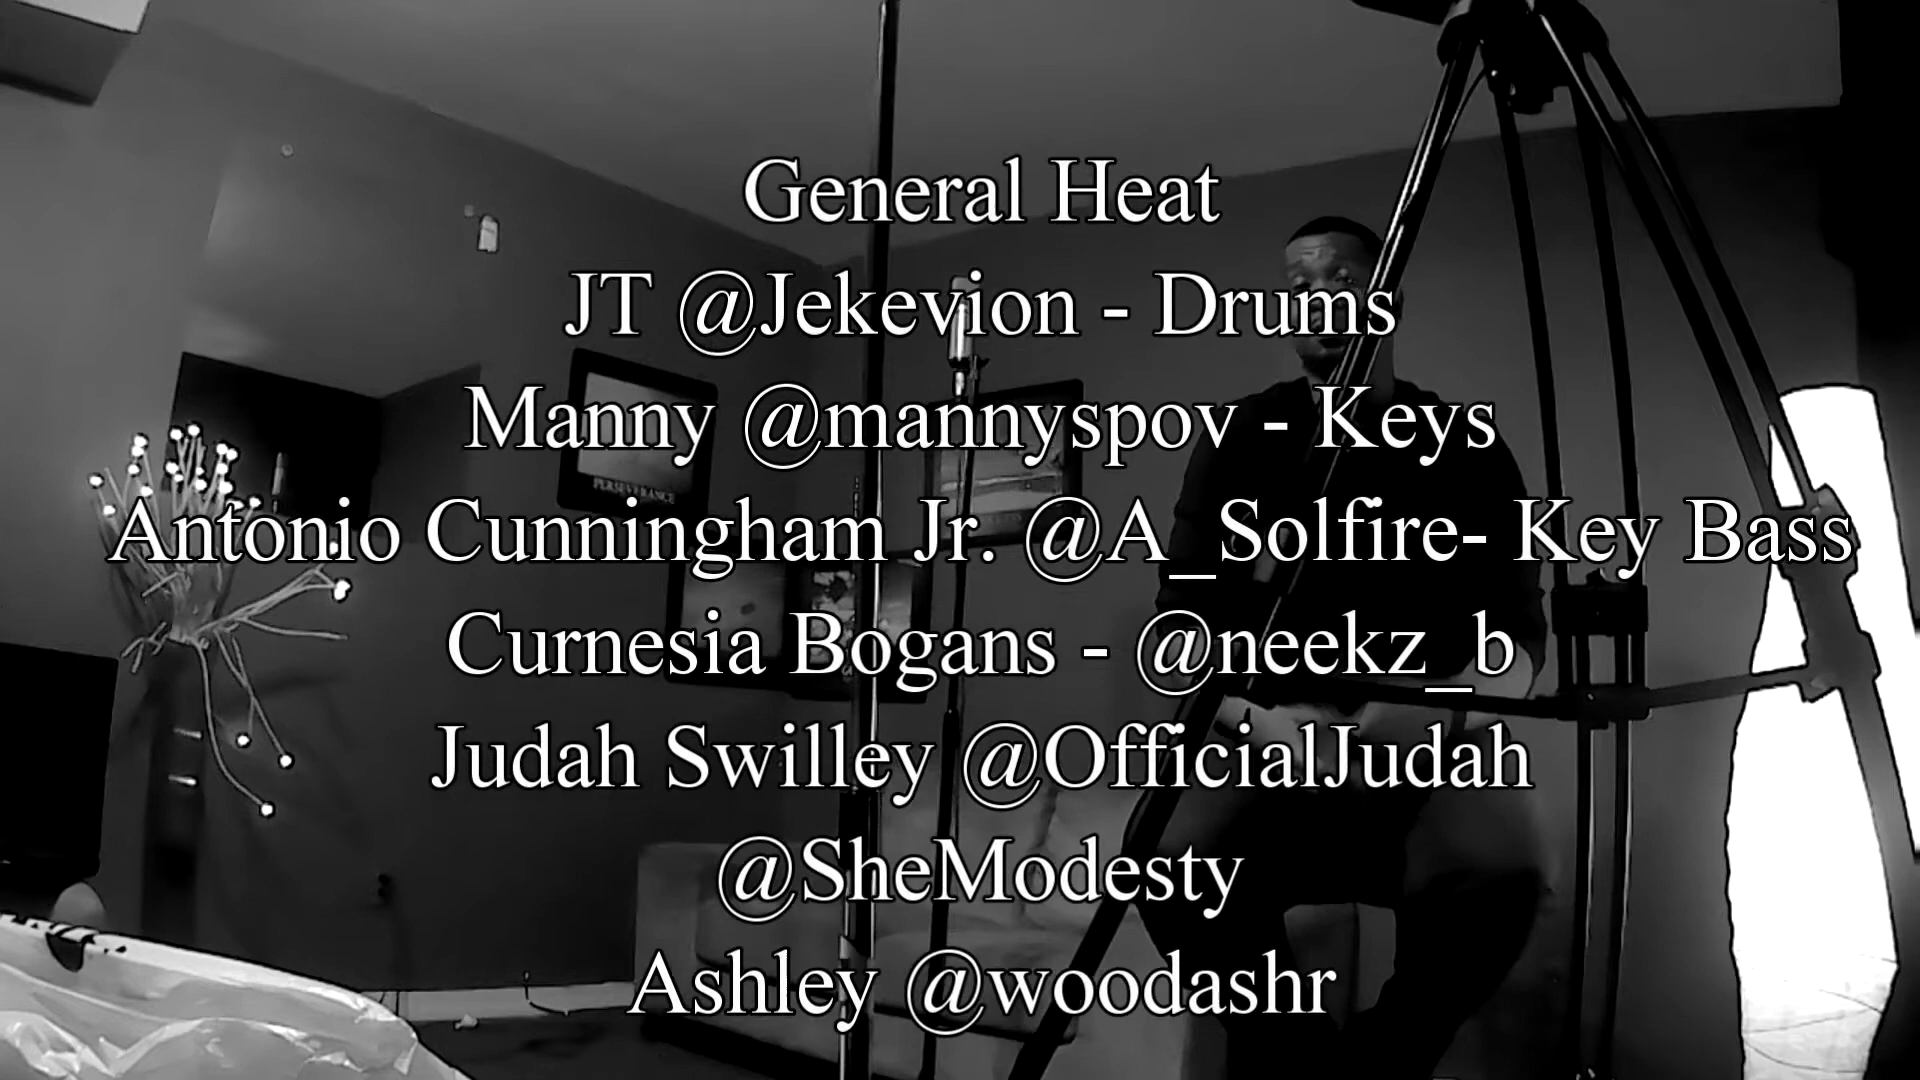 General Heat
JT @Jekevion - Drums
Manny @mannyspov - Keys
Antonio Cunningham Jr. @A_Solfire- Key Bass
Curnesia Bogans - @neekz_b
Judah Swilley @OfficialJudah
@SheModesty
Ashley @woodashr
PERSEVERANCE